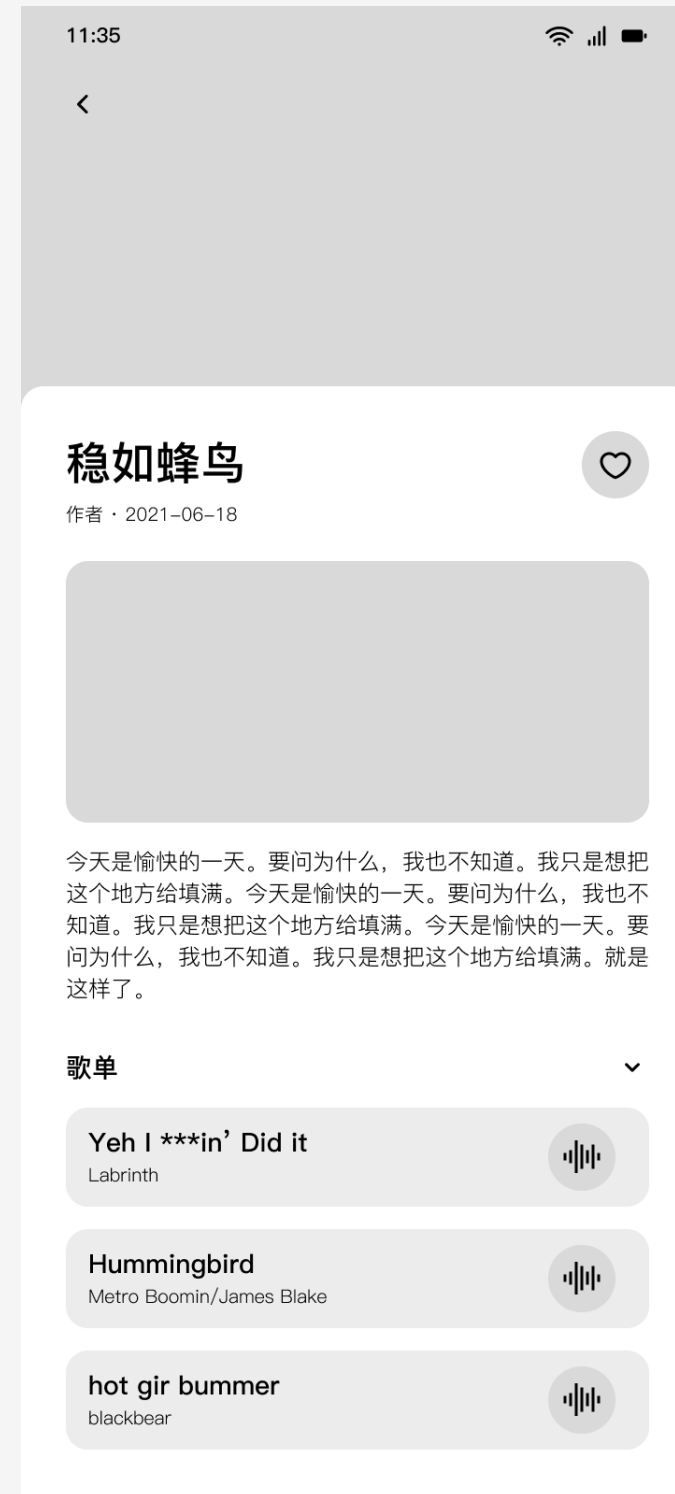 11:35
稳如蜂鸟
作者 · 2021-06-18
今天是愉快的一天。要问为什么，我也不知道。我只是想把
这个地方给填满。今天是愉快的一天。要问为什么，我也不
知道。我只是想把这个地方给填满。今天是愉快的一天。要
问为什么，我也不知道。我只是想把这个地方给填满。就是
这样了。
歌单
Yeh I ***in’ Did it
Labrinth
Hummingbird
Metro Boomin/James Blake
hot gir bummer
blackbear